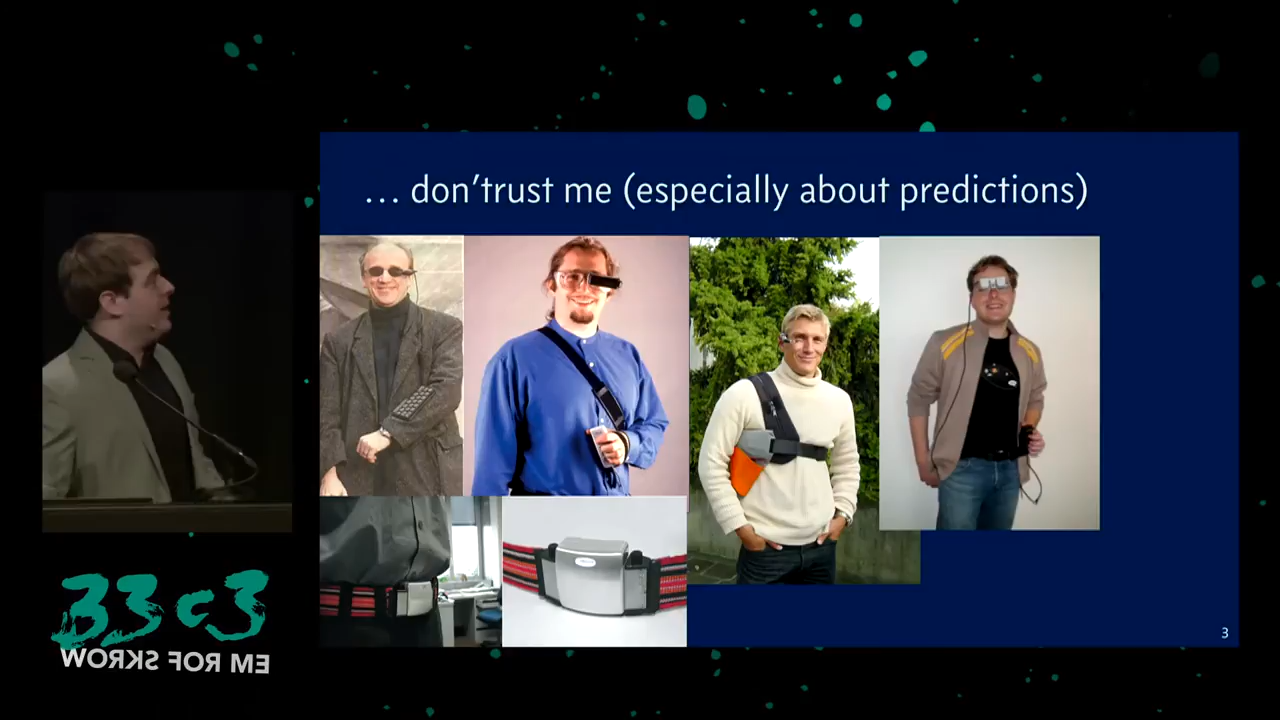 … don'trust me (especially about predictions)
3
33c3
WORKS FOR ME